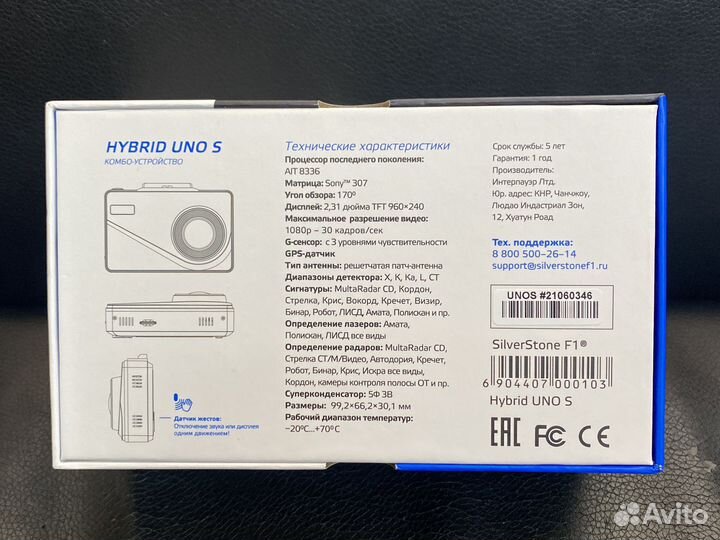 HYBRID UNO S
КОМБО-УСТРОЙСТВО
Датчик жестов:
Отключение звука или дисплея
одним движением!
Технические характеристики
Процессор последнего поколения:
AIT 8336
Матрица: Sony™ 307
Угол обзора: 170°
Дисплей: 2,31 дюйма TFT 960×240
Максимальное разрешение видео:
1080p – 30 кадров/сек
G-сенсор: с 3 уровнями чувствительности
GPS-датчик
Тип антенны: решетчатая патч-антенна
Диапазоны детектора: X, K, Ka, L, CT
Сигнатуры: MultaRadar CD, Кордон,
Стрелка, Крис, Вокорд, Кречет, Визир,
Бинар, Робот, ЛИСД, Амата, Полискан и пр.
Определение лазеров: Амата,
Полискан, ЛИСД все виды
Определение радаров: MultaRadar CD,
Стрелка СТ/М/Видео, Автодория, Кречет,
Робот, Бинар, Крис, Искра все виды,
Кордон, камеры контроля полосы ОТ и пр.
Суперконденсатор: 5Ф 3В
Размеры: 99,2×66,2×30,1 мм
Рабочий диапазон температур:
–20°C...+70°C
Срок службы: 5 лет
Гарантия: 1 год
Производитель:
Интерпауэр Лтд.
Юр. адрес: КНР, Чанчжоу,
Людао Индастриал Зон,
12, Хуатун Роад
Тех. поддержка:
8 800 500-26-14
support@silverstonef1.ru
UNOS #21060346
SilverStone F1®
6 904407 000103
Hybrid UNO S
EAC FC CE
Avito